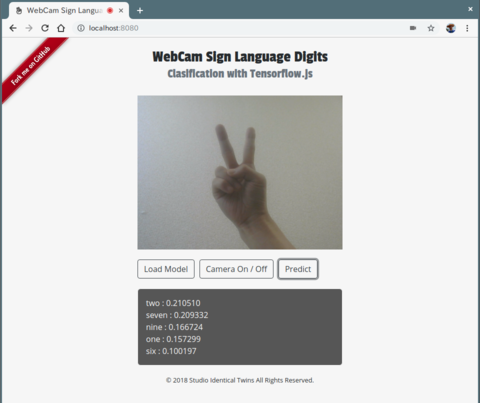 WebCam Sign Langua
localhost:8080
Fork me on GitHub
WebCam Sign Language Digits
Clasification with Tensorflow.js
Load Model
Camera On / Off
Predict
two : 0.210510
seven : 0.209332
nine : 0.166724
one : 0.157299
six : 0.100197
© 2018 Studio Identical Twins All Rights Reserved.